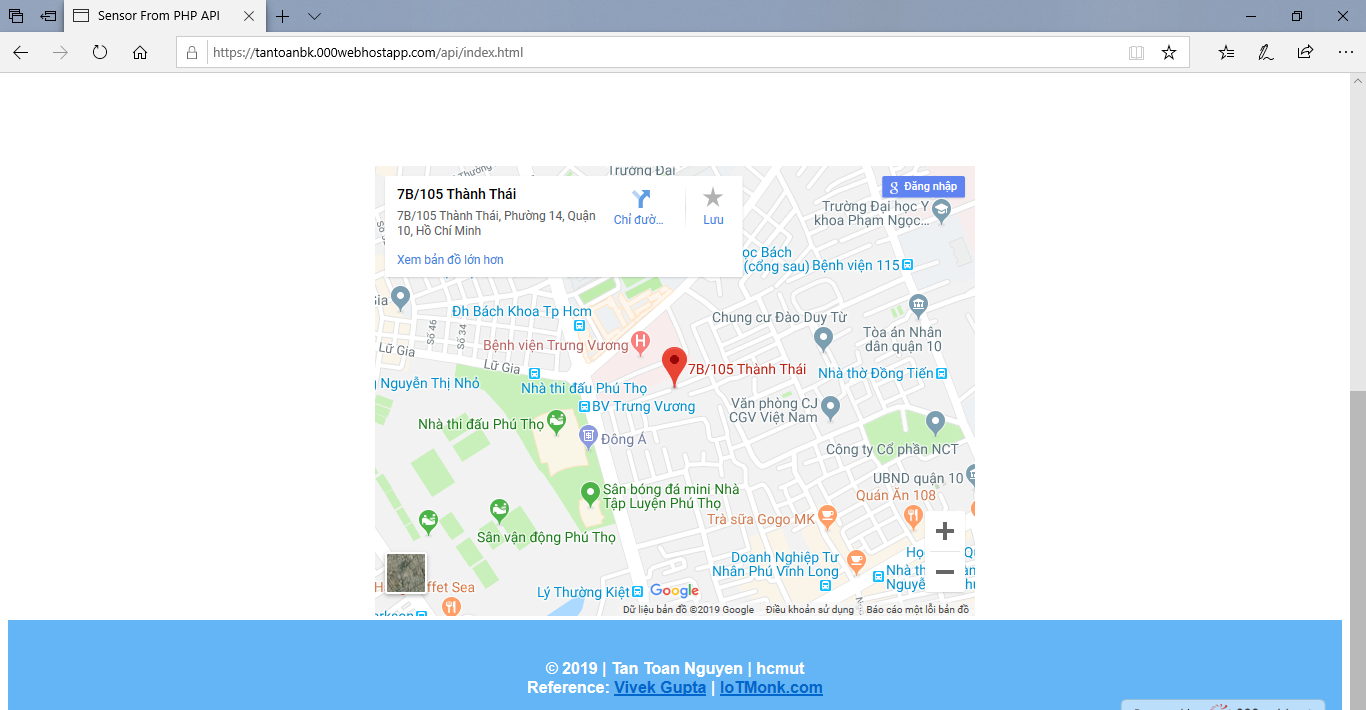 Sensor From PHP API
https://tantoanbk.000webhostapp.com/api/index.html
Trường Đại
7B/105 Thành Thái
7B/105 Thành Thái, Phường 14, Quận
10, Hồ Chí Minh
Xem bản đồ lớn hơn
Chỉ đườ...
Lưu
Đăng nhập
Trường Đại học Y
khoa Phạm Ngọc...
ọc Bách
(cổng sau)
Bệnh viện 115
Gia
Đh Bách Khoa Tp Hcm
Số 46
Số 34
Chung cư Đào Duy Từ
Tòa án Nhân
dân quận 10
Bệnh viện Trưng Vương
Lữ Gia
Lữ Gia
7B/105 Thành Thái
Nhà thờ Đồng Tiến
Nguyễn Thị Nhỏ
Nhà thi đấu Phú Thọ
BV Trưng Vương
Văn phòng CJ
CGV Việt Nam
Nhà thi đấu Phú Thọ
Đông Á
Công ty Cổ phần NCT
UBND quận 10
Quán Ăn 108
Sân bóng đá mini Nhà
Tập Luyện Phú Thọ
Trà sữa Gogo MK
Sân vận động Phú Thọ
Doanh Nghiệp Tư
Nhân Phú Vĩnh Long
+
−
Lý Thường Kiệt
Google
Dữ liệu bản đồ ©2019 Google
Điều khoản sử dụng
Báo cáo một lỗi bản đồ
© 2019 | Tan Toan Nguyen | hcmut
Reference: Vivek Gupta | IoTMonk.com